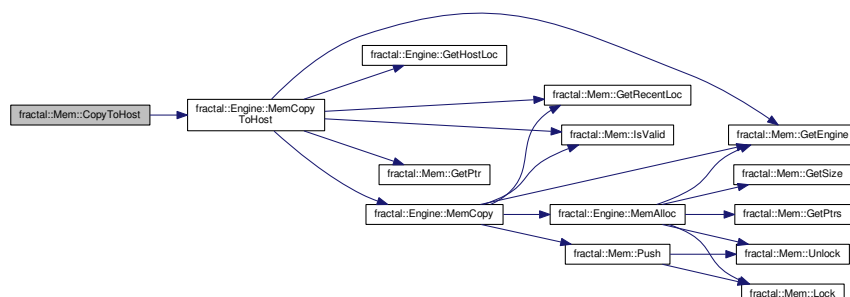 fractal::Mem::CopyToHost
fractal::Engine::MemCopy
ToHost
fractal::Engine::GetHostLoc
fractal::Mem::GetRecentLoc
fractal::Mem::IsValid
fractal::Mem::GetPtr
fractal::Engine::MemCopy
fractal::Engine::MemAlloc
fractal::Mem::Push
fractal::Mem::GetEngine
fractal::Mem::GetSize
fractal::Mem::GetPtrs
fractal::Mem::Unlock
fractal::Mem::Lock